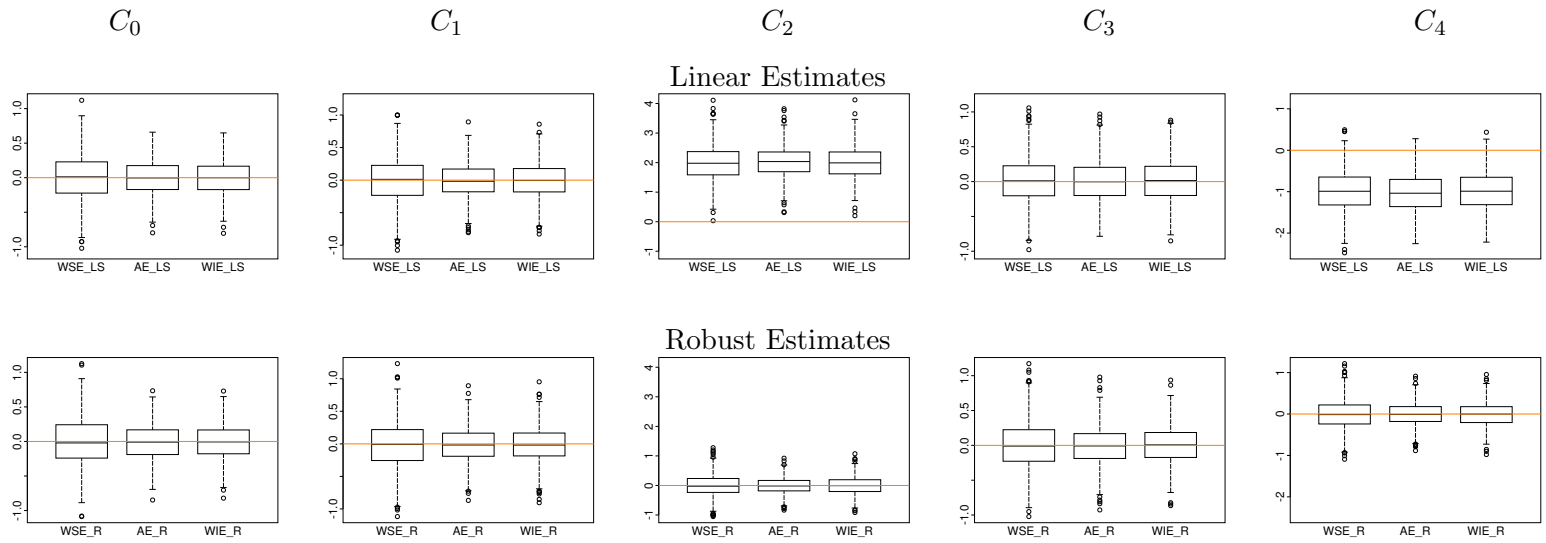 C0 C1 C2 C3 C4
Linear Estimates
-1.0 0.0 0.5 1.0
WSE_LS AE_LS WIE_LS
-1.0 0.0 0.5 1.0
WSE_LS AE_LS WIE_LS
-1 0 1 2 3 4
WSE_LS AE_LS WIE_LS
-1.0 0.0 0.5 1.0
WSE_LS AE_LS WIE_LS
-2 -1 0 1
WSE_LS AE_LS WIE_LS
Robust Estimates
-1.0 0.0 0.5 1.0
WSE_R AE_R WIE_R
-1.0 0.0 0.5 1.0
WSE_R AE_R WIE_R
-1 0 1 2 3 4
WSE_R AE_R WIE_R
-1.0 0.0 0.5 1.0
WSE_R AE_R WIE_R
-2 -1 0 1
WSE_R AE_R WIE_R